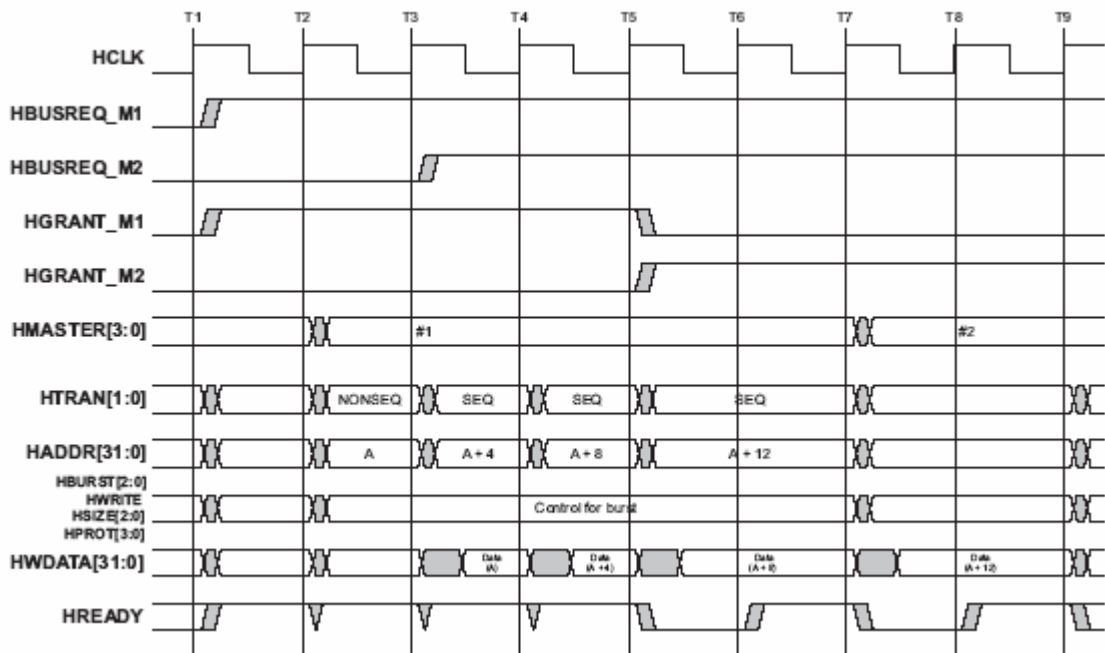 T1 T2 T3 T4 T5 T6 T7 T8 T9
HCLK
HBUSREQ_M1
HBUSREQ_M2
HGRANT_M1
HGRANT_M2
HMASTER[3:0] #1 #2
HTRAN[1:0] NONSEQ SEQ SEQ SEQ
HADDR[31:0] A A + 4 A + 8 A + 12
HBURST[2:0]
HWRITE
HSIZE[2:0] Control for burst
HPROT[3:0]
HWDATA[31:0] Data Data Data Data
(A) (A + 4) (A + 8) (A + 12)
HREADY